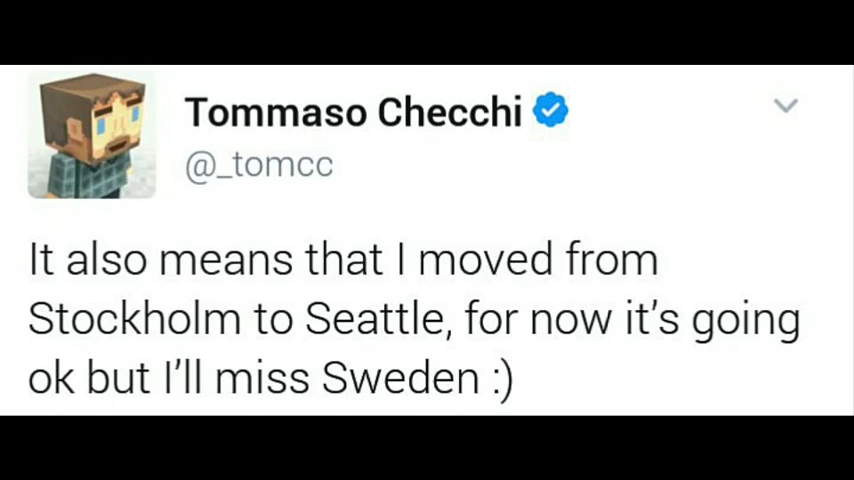 Tommaso Checchi
@_tomcc
It also means that I moved from
Stockholm to Seattle, for now it's going
ok but I'll miss Sweden :)